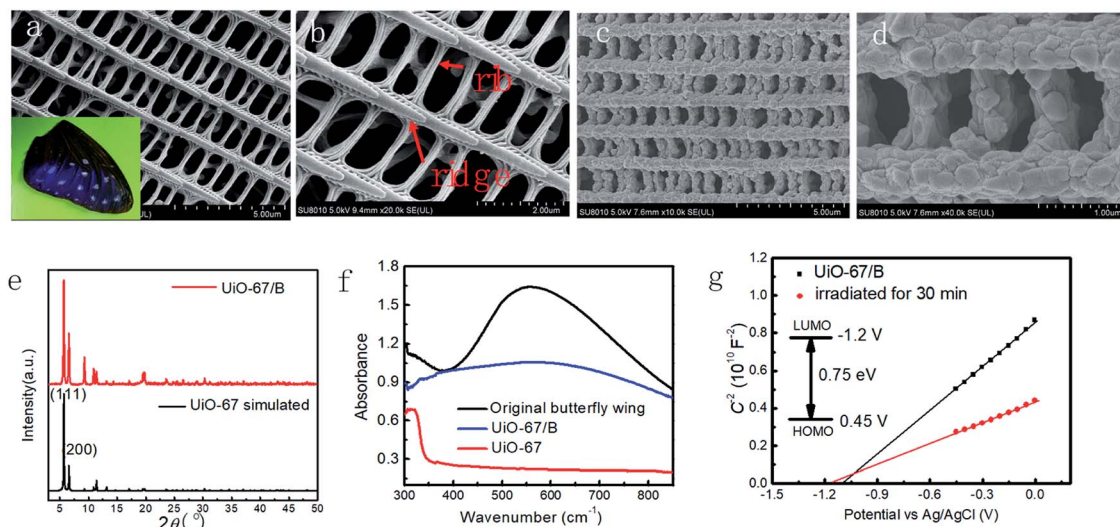 a
5.00um
b
rib
ridge
SU8010 5.0kV 9.4mm x20.0k SE(UL)
2.00um
c
SU8010 5.0kV 7.6mm x10.0k SE(UL)
5.00um
d
SU8010 5.0kV 7.6mm x40.0k SE(UL)
1.00um
e
UiO-67/B
(111)
UiO-67 simulated
200)
Intensity(a.u.)
5 10 15 20 25 30 35 40 45 50
2θ(°)
f
1.8
1.5
1.2
0.9
0.6
0.3
Absorbance
Original butterfly wing
UiO-67/B
UiO-67
300 400 500 600 700 800
Wavenumber (cm⁻¹)
g
UiO-67/B
irradiated for 30 min
1.0
0.8
0.6
0.4
0.2
0.0
C⁻² (10¹⁰ F⁻²)
LUMO -1.2 V
0.75 eV
HOMO 0.45 V
-1.5 -1.2 -0.9 -0.6 -0.3 0.0
Potential vs Ag/AgCl (V)